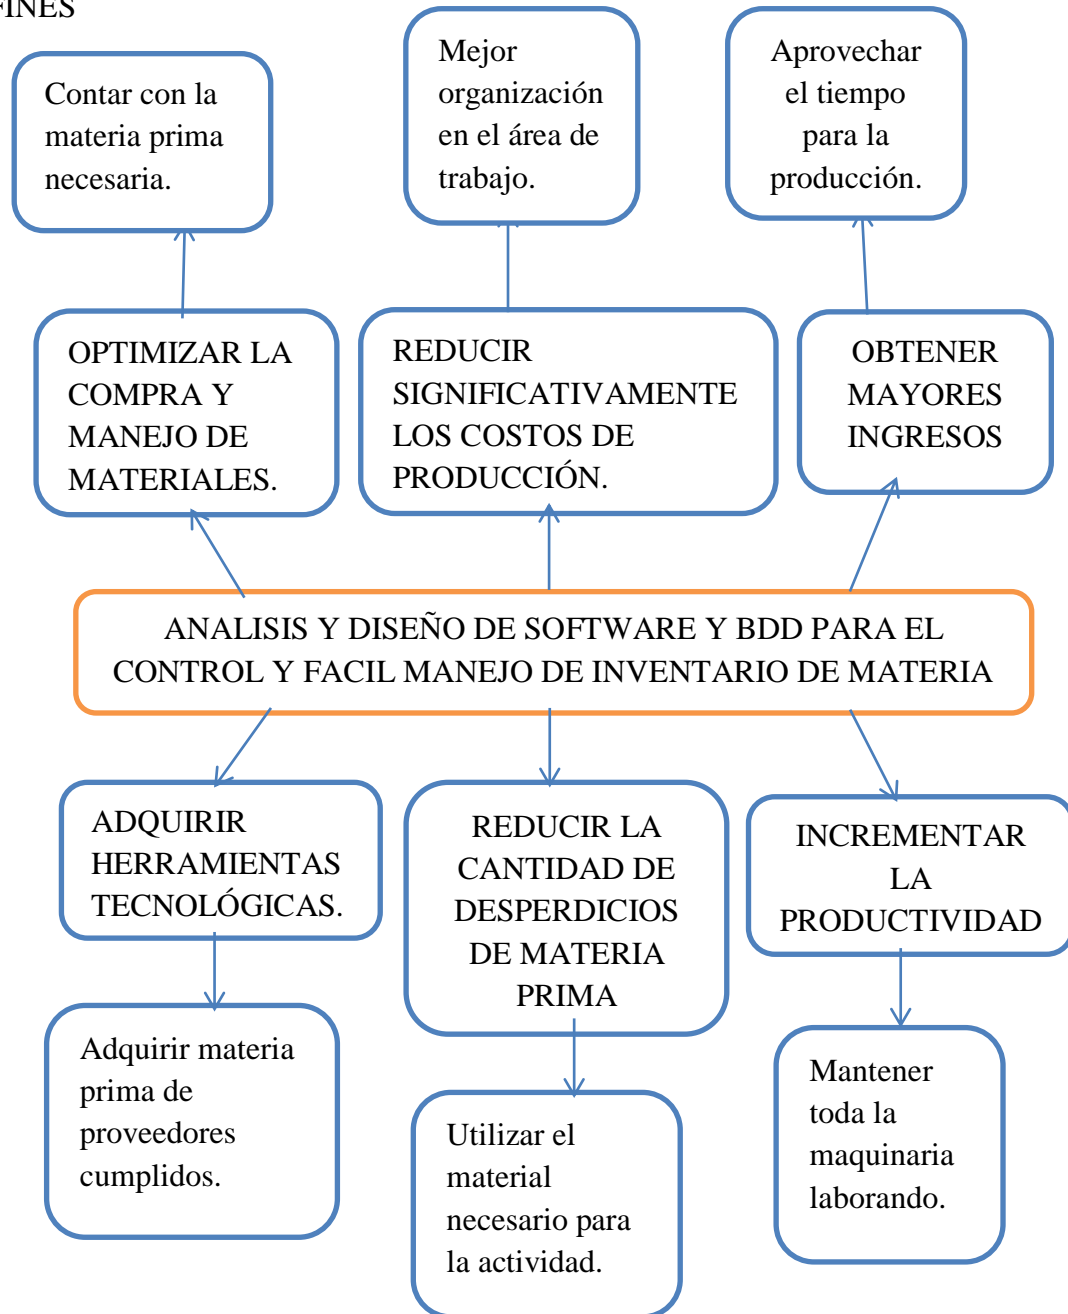 FINES
Contar con la
materia prima
necesaria.
Mejor
organización
en el área de
trabajo.
Aprovechar
el tiempo
para la
producción.
OPTIMIZAR LA
COMPRA Y
MANEJO DE
MATERIALES.
REDUCIR
SIGNIFICATIVAMENTE
LOS COSTOS DE
PRODUCCIÓN.
OBTENER
MAYORES
INGRESOS
ANALISIS Y DISEÑO DE SOFTWARE Y BDD PARA EL
CONTROL Y FACIL MANEJO DE INVENTARIO DE MATERIA
ADQUIRIR
HERRAMIENTAS
TECNOLÓGICAS.
REDUCIR LA
CANTIDAD DE
DESPERDICIOS
DE MATERIA
PRIMA
INCREMENTAR
LA
PRODUCTIVIDAD
Adquirir materia
prima de
proveedores
cumplidos.
Utilizar el
material
necesario para
la actividad.
Mantener
toda la
maquinaria
laborando.